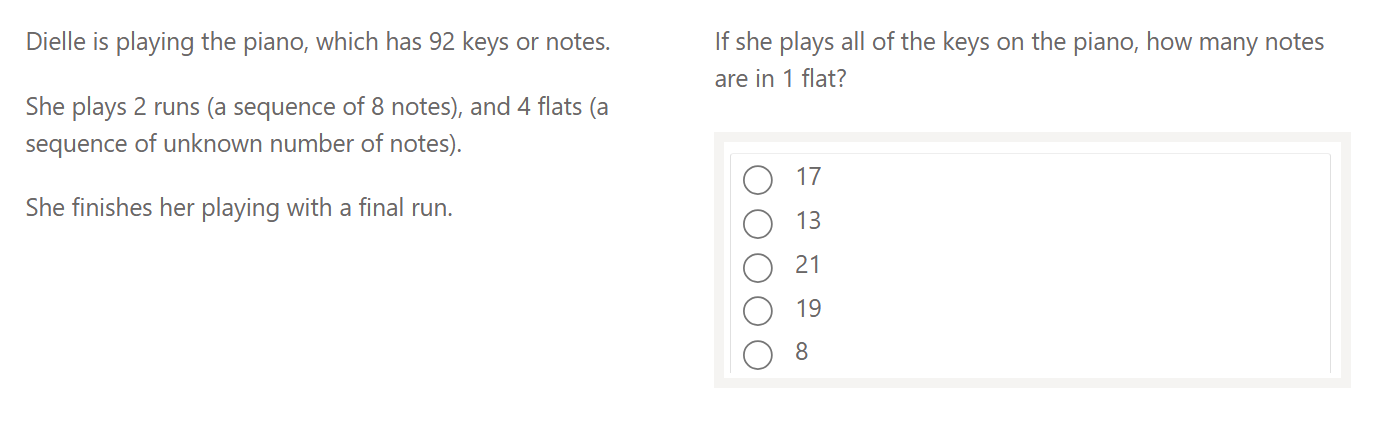 Dielle is playing the piano, which has 92 keys or notes.
She plays 2 runs (a sequence of 8 notes), and 4 flats (a
sequence of unknown number of notes).
She finishes her playing with a final run.
If she plays all of the keys on the piano, how many notes
are in 1 flat?
17
13
21
19
8